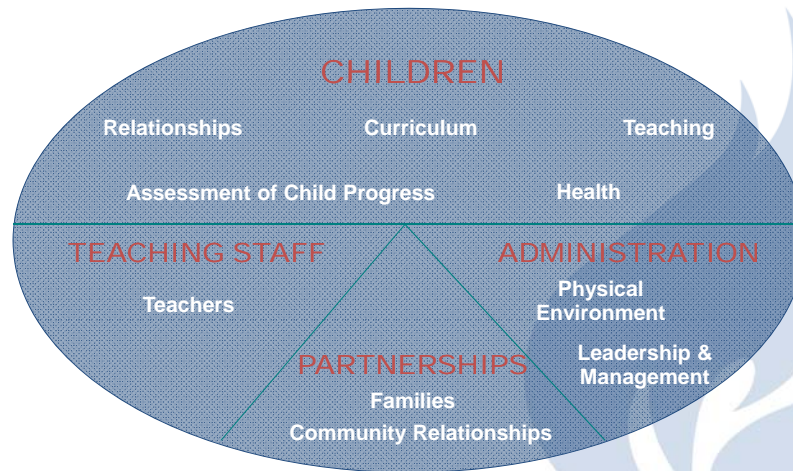 CHILDREN
Relationships Curriculum Teaching
Assessment of Child Progress Health
TEACHING STAFF
Teachers
ADMINISTRATION
Physical
Environment
Leadership &
Management
PARTNERSHIPS
Families
Community Relationships